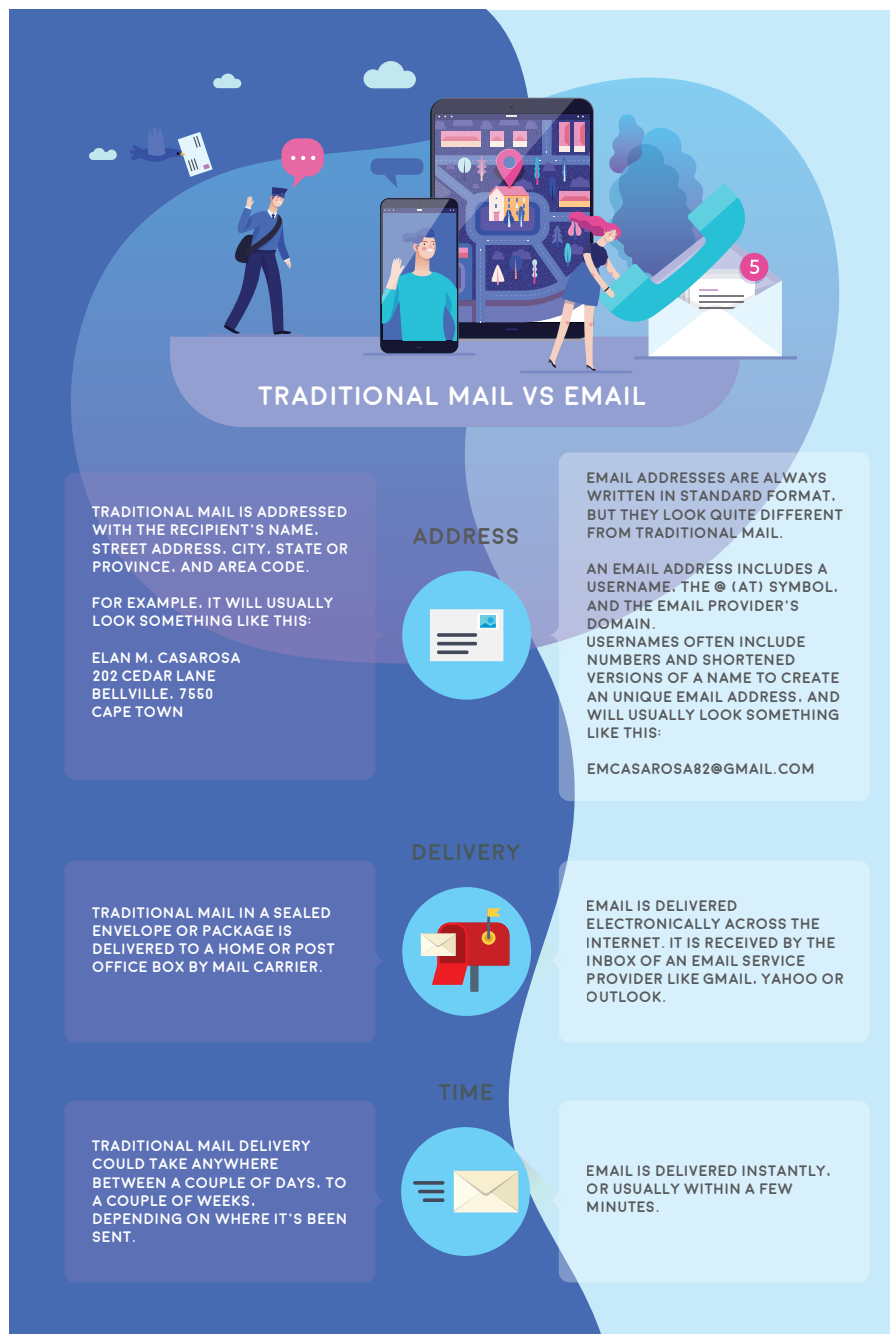 5
TRADITIONAL MAIL VS EMAIL
ADDRESS
TRADITIONAL MAIL IS ADDRESSED
WITH THE RECIPIENT'S NAME,
STREET ADDRESS, CITY, STATE OR
PROVINCE, AND AREA CODE.
FOR EXAMPLE, IT WILL USUALLY
LOOK SOMETHING LIKE THIS:
ELAN M. CASAROSA
202 CEDAR LANE
BELLVILLE, 7550
CAPE TOWN
EMAIL ADDRESSES ARE ALWAYS
WRITTEN IN STANDARD FORMAT,
BUT THEY LOOK QUITE DIFFERENT
FROM TRADITIONAL MAIL.
AN EMAIL ADDRESS INCLUDES A
USERNAME, THE @ (AT) SYMBOL,
AND THE EMAIL PROVIDER'S
DOMAIN.
USERNAMES OFTEN INCLUDE
NUMBERS AND SHORTENED
VERSIONS OF A NAME TO CREATE
AN UNIQUE EMAIL ADDRESS, AND
WILL USUALLY LOOK SOMETHING
LIKE THIS:
EMCASAROSA82@GMAIL.COM
DELIVERY
TRADITIONAL MAIL IN A SEALED
ENVELOPE OR PACKAGE IS
DELIVERED TO A HOME OR POST
OFFICE BOX BY MAIL CARRIER.
EMAIL IS DELIVERED
ELECTRONICALLY ACROSS THE
INTERNET. IT IS RECEIVED BY THE
INBOX OF AN EMAIL SERVICE
PROVIDER LIKE GMAIL, YAHOO OR
OUTLOOK.
TIME
TRADITIONAL MAIL DELIVERY
COULD TAKE ANYWHERE
BETWEEN A COUPLE OF DAYS, TO
A COUPLE OF WEEKS,
DEPENDING ON WHERE IT'S BEEN
SENT.
EMAIL IS DELIVERED INSTANTLY,
OR USUALLY WITHIN A FEW
MINUTES.